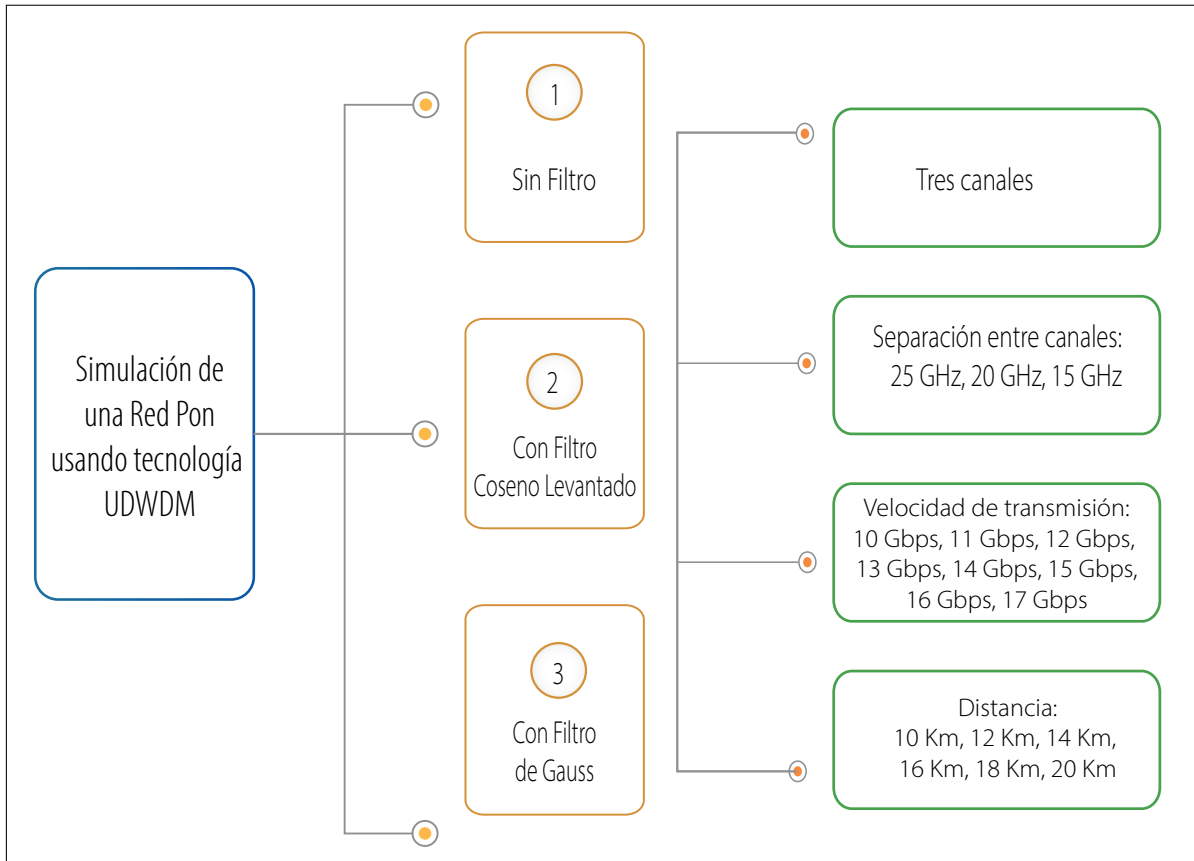 Simulación de
una Red Pon
usando tecnología
UDWDM
1
Sin Filtro
2
Con Filtro
Coseno Levantado
3
Con Filtro
de Gauss
Tres canales
Separación entre canales:
25 GHz, 20 GHz, 15 GHz
Velocidad de transmisión:
10 Gbps, 11 Gbps, 12 Gbps,
13 Gbps, 14 Gbps, 15 Gbps,
16 Gbps, 17 Gbps
Distancia:
10 Km, 12 Km, 14 Km,
16 Km, 18 Km, 20 Km